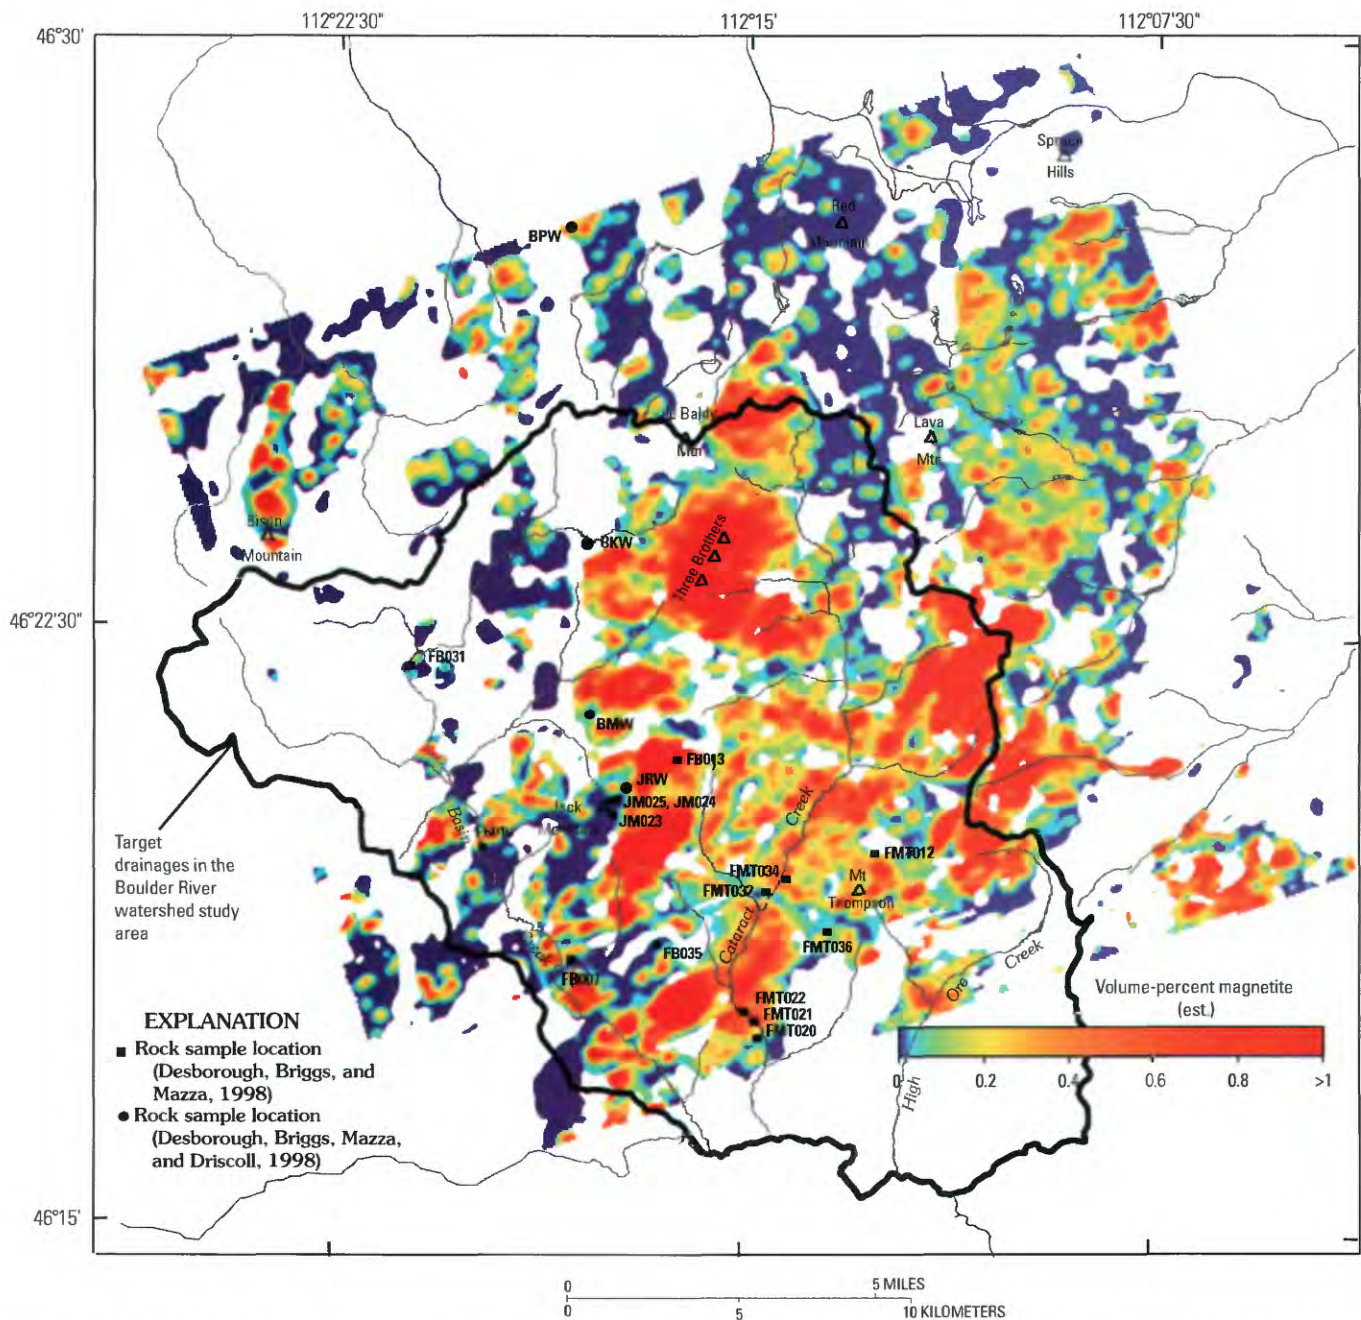 112°22'30"
112°15'
112°07'30"
46°30'
Spruce
Hills
Red
Mountain
BPW
Baldy
Mtn
Lava
Mtn
Bison
Mountain
BKW
Three Brothers
46°22'30"
FB031
BMW
FB013
JRW
JM025, JM024
Jack
JM023
Basin
Creek
Target
drainages in the
Boulder River
watershed study
area
FMT012
FMT034
Mt
FMT032
Thompson
Cataract
Creek
FMT036
FB035
FB007
Ore
Creek
High
FMT022
FMT021
FMT020
Volume-percent magnetite
(est.)
0 0.2 0.4 0.6 0.8 >1
EXPLANATION
Rock sample location
(Desborough, Briggs, and
Mazza, 1998)
Rock sample location
(Desborough, Briggs, Mazza,
and Driscoll, 1998)
46°15'
0 5 MILES
0 5 10 KILOMETERS